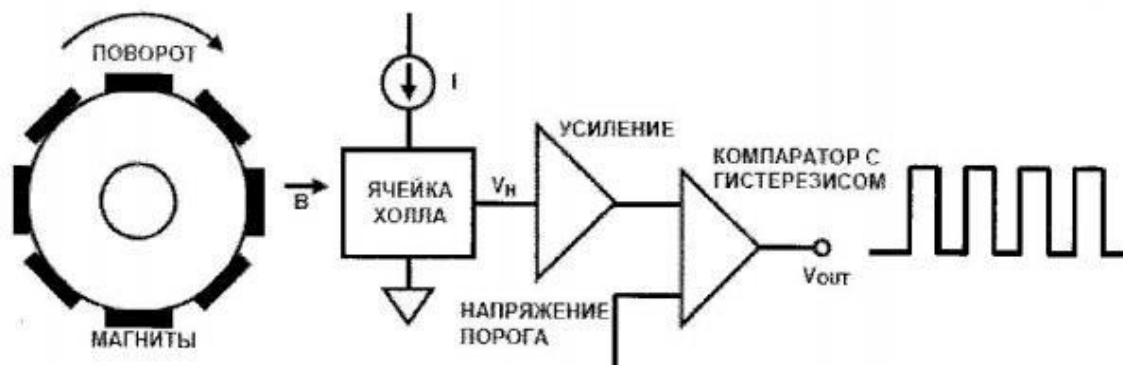 ПОВОРОТ
I
УСИЛЕНИЕ
КОМПАРАТОР С
ГИСТЕРЕЗИСОМ
B
ЯЧЕЙКА
ХОЛЛА
VH
VOUT
НАПРЯЖЕНИЕ
ПОРОГА
МАГНИТЫ